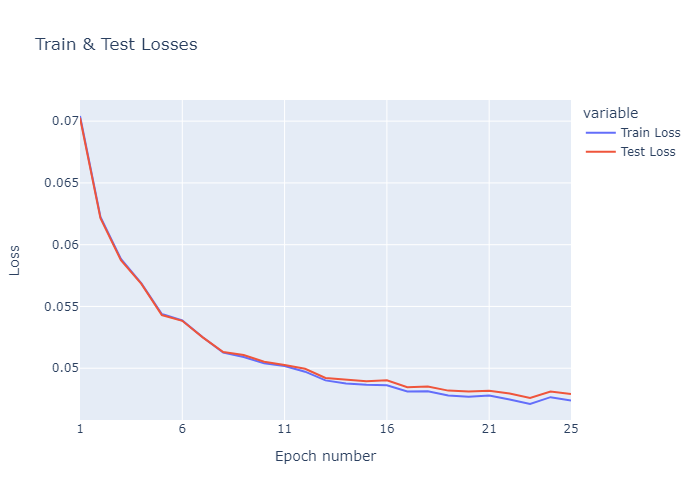 Train & Test Losses
variable
Train Loss
Test Loss
0.07
0.065
0.06
0.055
0.05
Loss
1
6
11
16
21
25
Epoch number